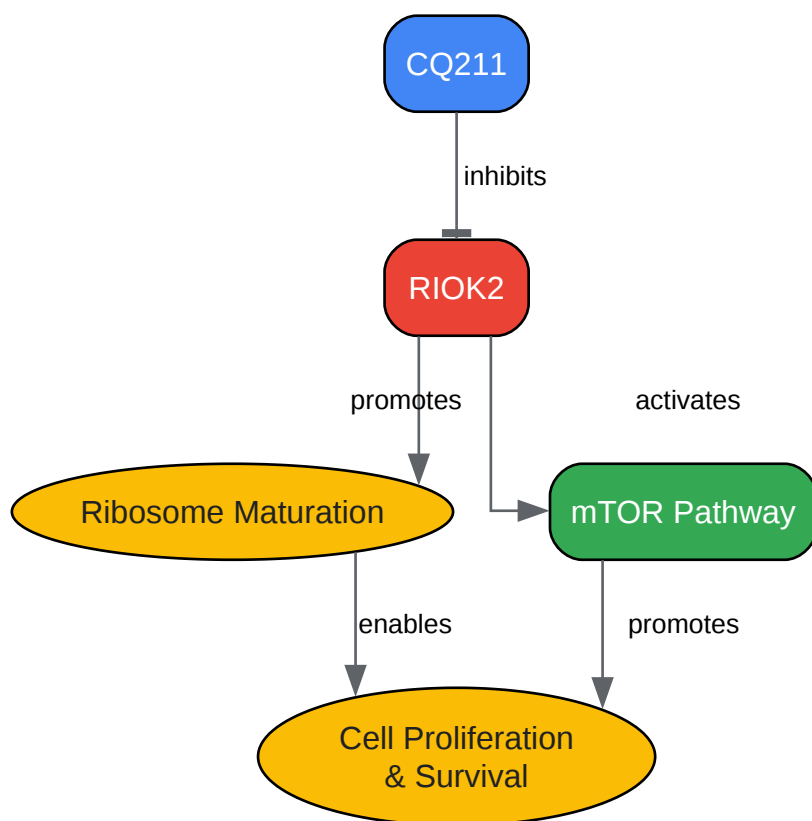 CQ211
inhibits
RIOK2
promotes
activates
Ribosome Maturation
mTOR Pathway
enables
promotes
Cell Proliferation
& Survival